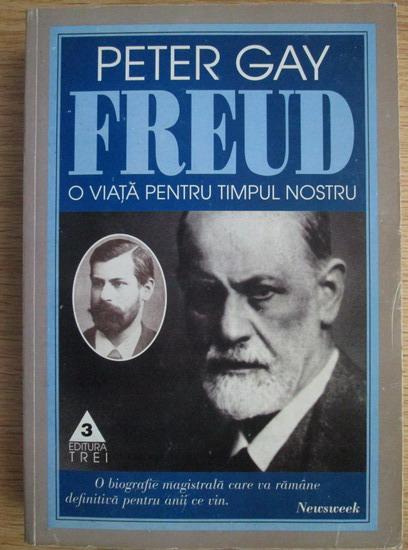 PETER GAY
FREUD
O VIAȚĂ PENTRU TIMPUL NOSTRU
3
EDITURA
TREI
O biografie magistrală care va rămâne
definitivă pentru anii ce vin.
Newsweek